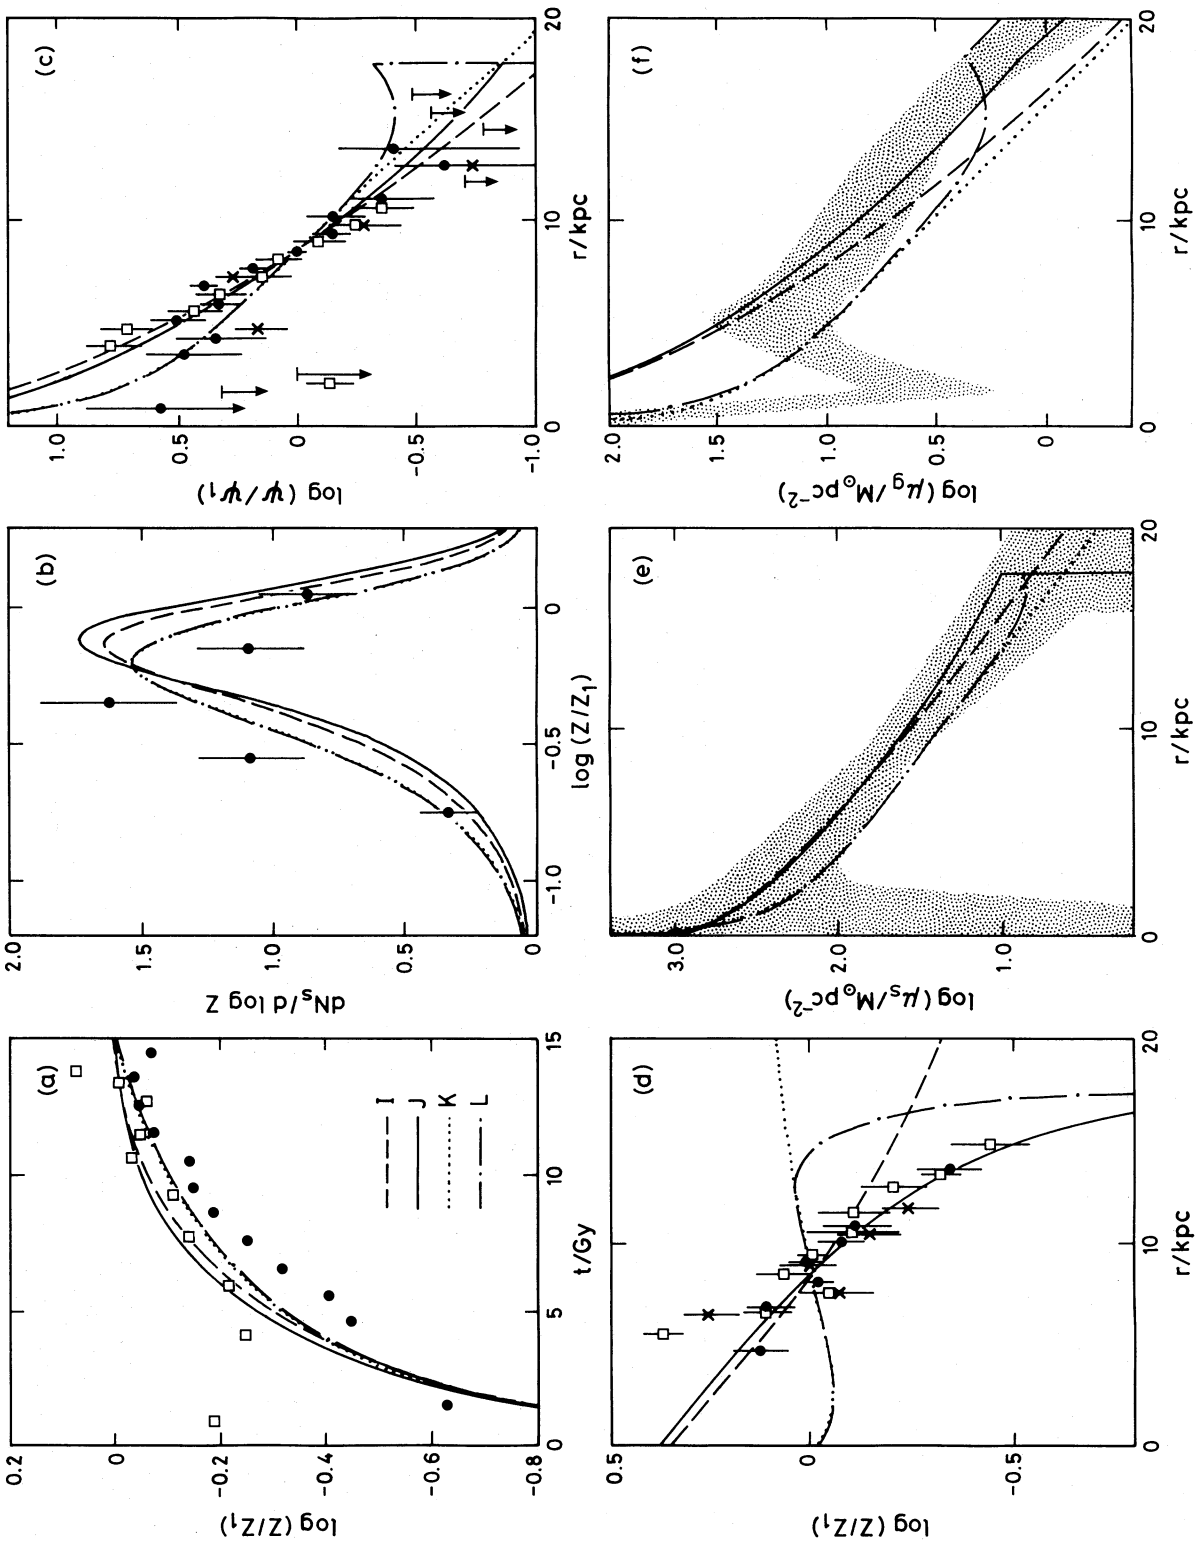 (a)
0.2
0
-0.2
-0.4
-0.6
-0.8
log (Z/Z₁)
0
5
10
15
t/Gy
I
J
K
L
(b)
2.0
1.5
1.0
0.5
0
dNₛ/d log Z
-1.0
-0.5
0
log (Z/Z₁)
(c)
1.0
0.5
0
-0.5
-1.0
log (ψ/ψ₁)
0
10
20
r/kpc
(d)
0.5
0
-0.5
log (Z/Z₁)
0
10
20
r/kpc
(e)
3.0
2.0
1.0
log (μₛ/M⊙pc⁻²)
0
10
20
r/kpc
(f)
2.0
1.5
1.0
0.5
0
log (μg/M⊙pc⁻²)
0
10
20
r/kpc